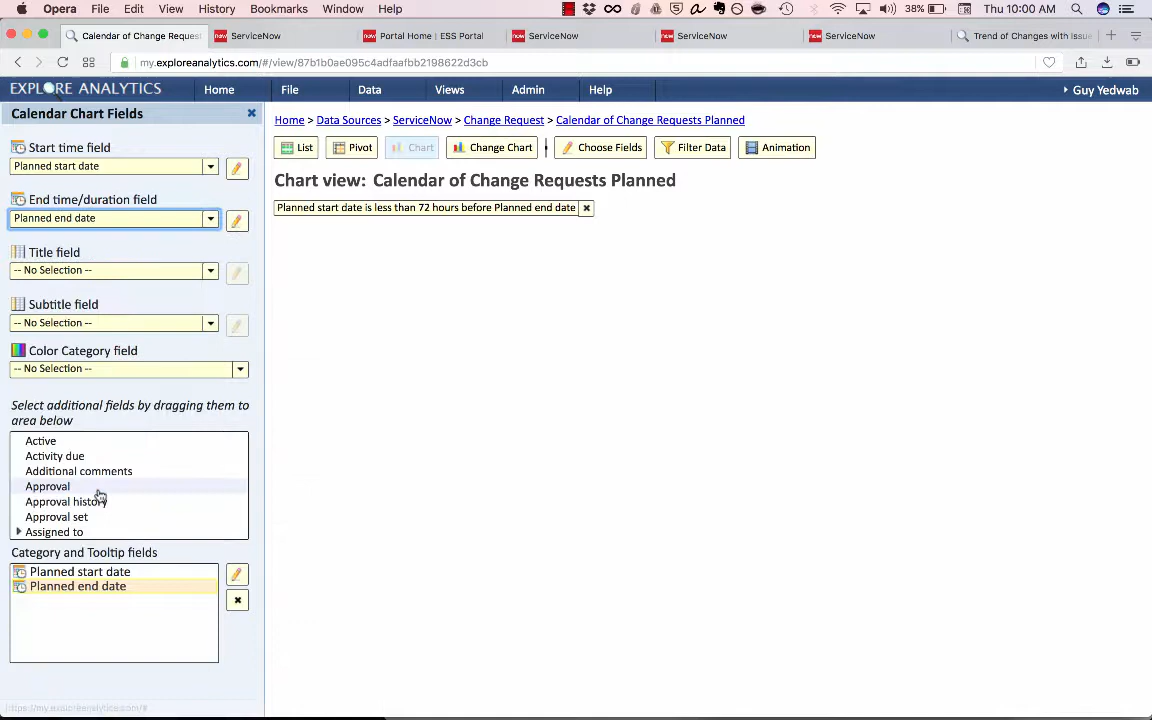 Opera File Edit View History Bookmarks Window Help 38% Thu 10:00 AM Guy Yedwab
Calendar of Change Request ServiceNow Portal Home | ESS Portal ServiceNow ServiceNow ServiceNow Trend of Changes with Issue
my.exploreanalytics.com/#/view/87b1b0ae095c4adfaafbb2198622d3cb
EXPLORE ANALYTICS Home File Data Views Admin Help Guy Yedwab
Calendar Chart Fields
Start time field
Planned start date
End time/duration field
Planned end date
Title field
-- No Selection --
Subtitle field
-- No Selection --
Color Category field
-- No Selection --
Select additional fields by dragging them to
area below
Active
Activity due
Additional comments
Approval
Approval history
Approval set
Assigned to
Category and Tooltip fields
Planned start date
Planned end date
https://my.exploreanalytics.com/#
Home > Data Sources > ServiceNow > Change Request > Calendar of Change Requests Planned
List Pivot Chart Change Chart Choose Fields Filter Data Animation
Chart view: Calendar of Change Requests Planned
Planned start date is less than 72 hours before Planned end date